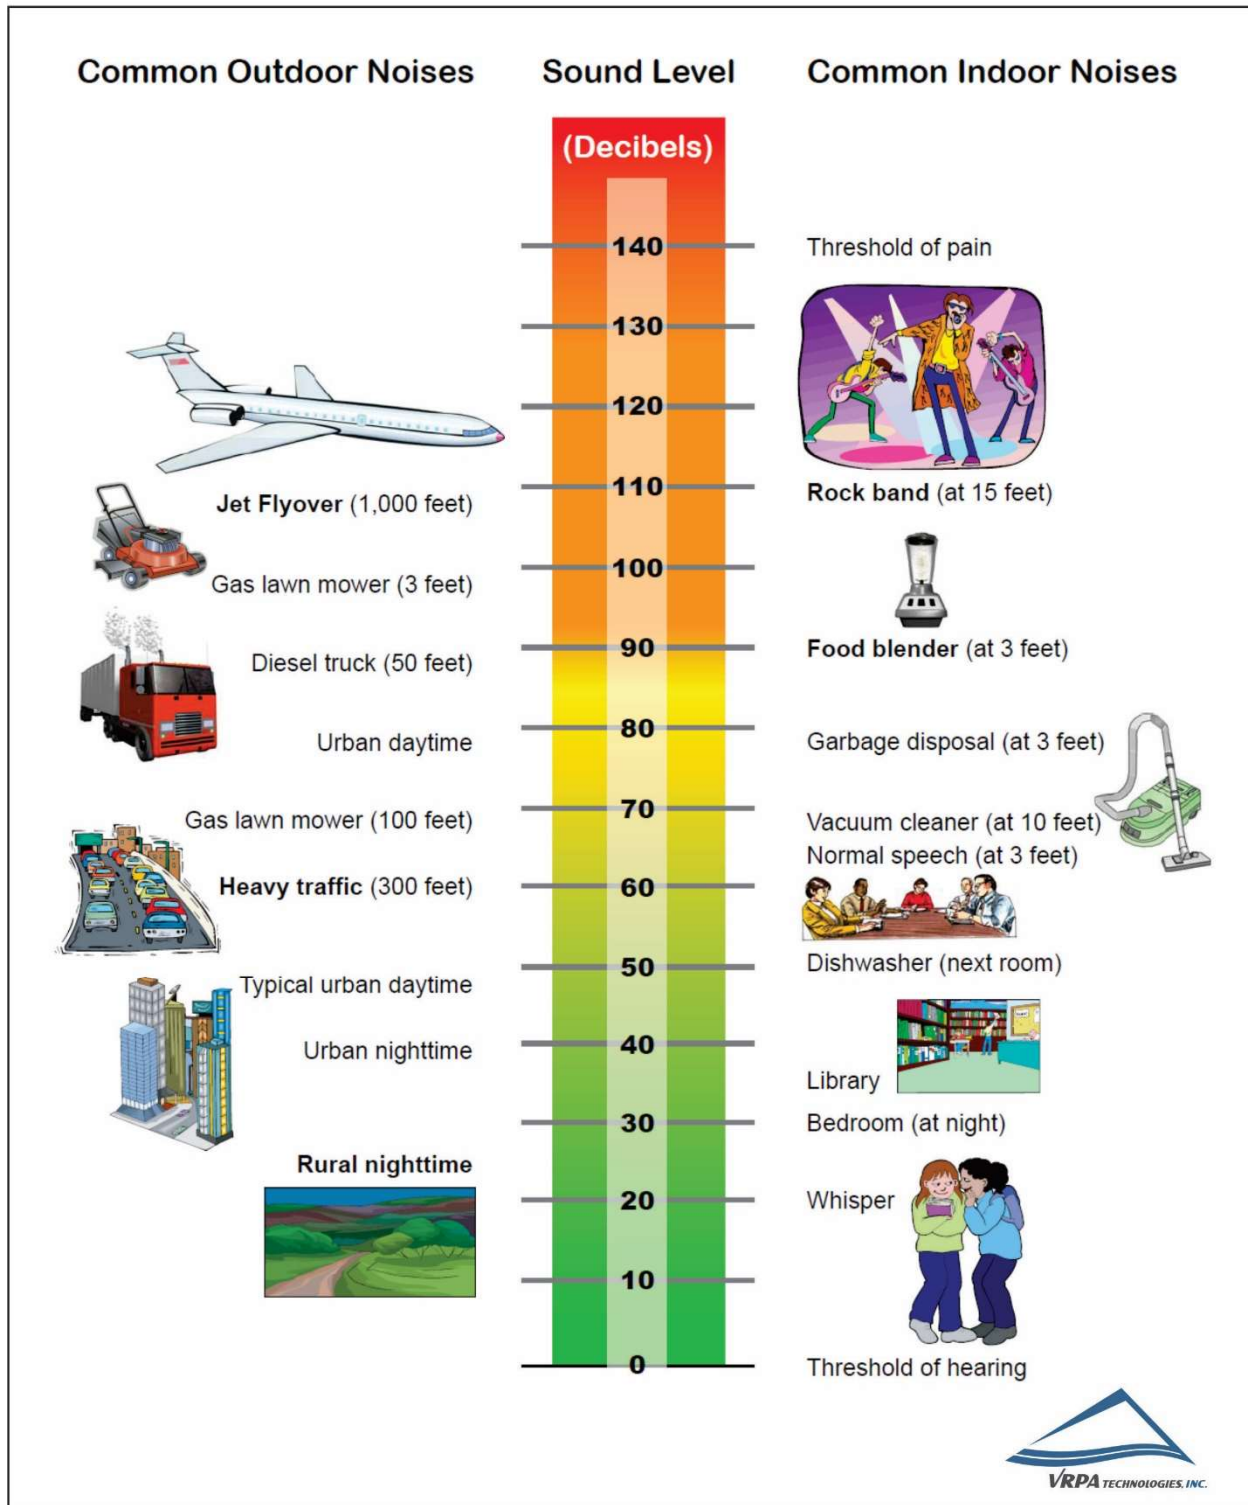 Common Outdoor Noises
Sound Level
Common Indoor Noises
(Decibels)
140
Threshold of pain
130
120
110
Jet Flyover (1,000 feet)
Rock band (at 15 feet)
100
Gas lawn mower (3 feet)
90
Diesel truck (50 feet)
Food blender (at 3 feet)
80
Urban daytime
Garbage disposal (at 3 feet)
70
Gas lawn mower (100 feet)
Vacuum cleaner (at 10 feet)
Normal speech (at 3 feet)
60
Heavy traffic (300 feet)
50
Dishwasher (next room)
Typical urban daytime
40
Urban nighttime
Library
30
Bedroom (at night)
Rural nighttime
20
Whisper
10
0
Threshold of hearing
VRPA TECHNOLOGIES, INC.